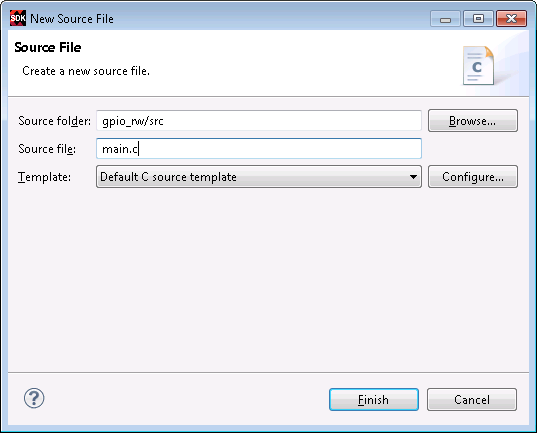 SDK New Source File
Source File
Create a new source file.
C
Source folder: gpio_rw/src Browse...
Source file: main.c
Template: Default C source template Configure...
? Finish Cancel